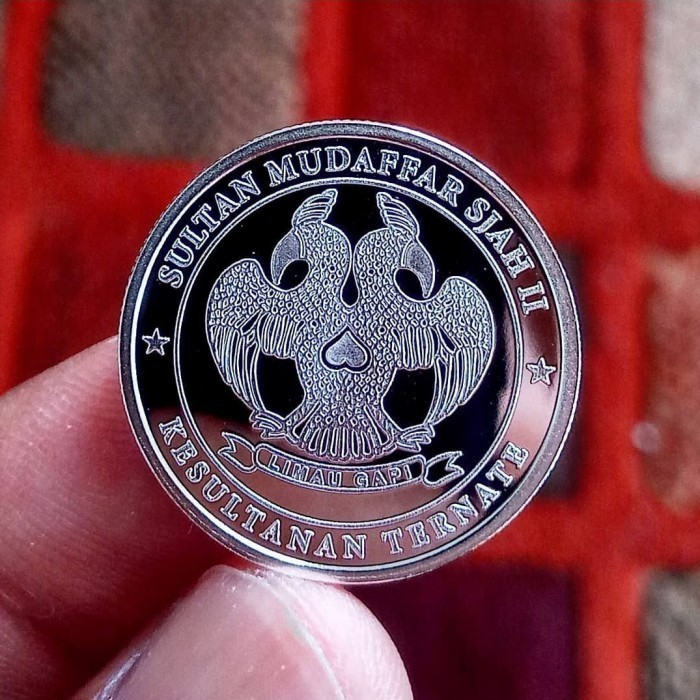 SULTAN MUDAFFAR SJAH II
LIMAU GAPI
KESULTANAN TERNATE